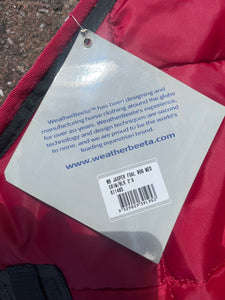 WeatherBeeta™ has been designing and
manufacturing horse clothing around the globe
for over 20 years. WeatherBeeta's experience,
technology and design techniques are second
to none, and we are proud to be the world's
leading equestrian brand.
www.weatherbeeta.com
WB JASPER FOAL RUG MED